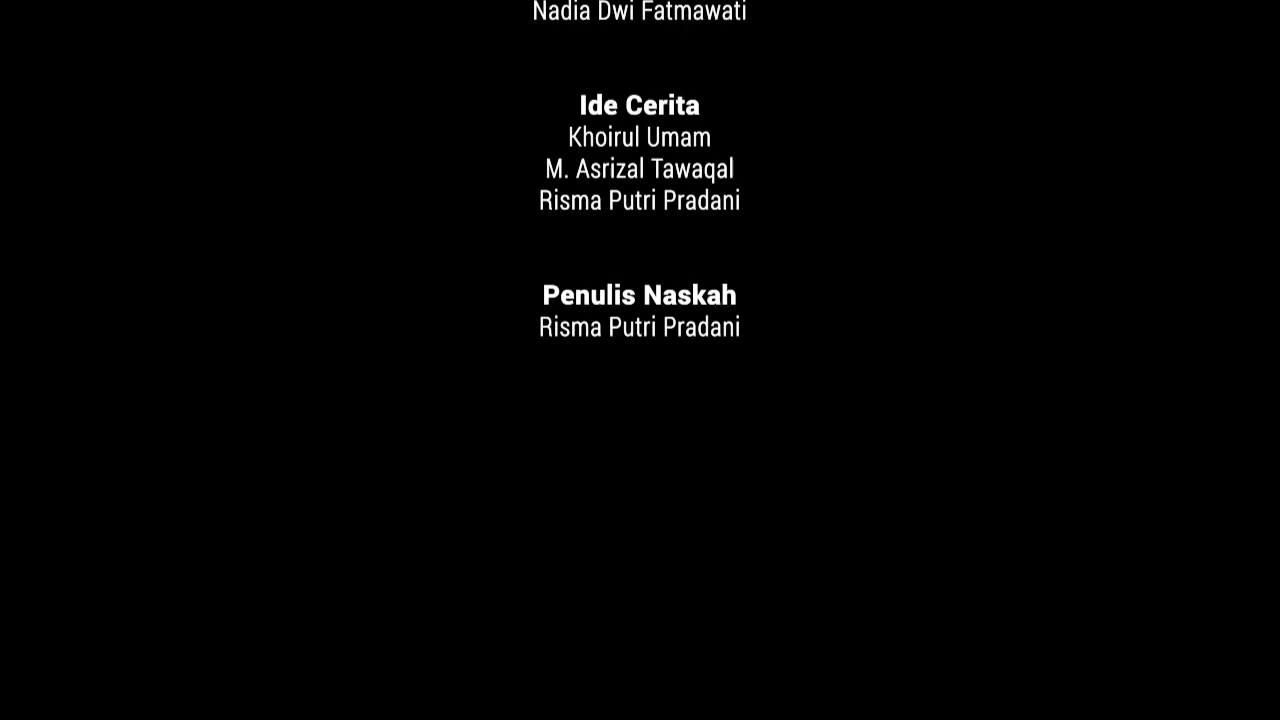 Nadia Dwi Fatmawati
Ide Cerita
Khoirul Umam
M. Asrizal Tawaqal
Risma Putri Pradani
Penulis Naskah
Risma Putri Pradani